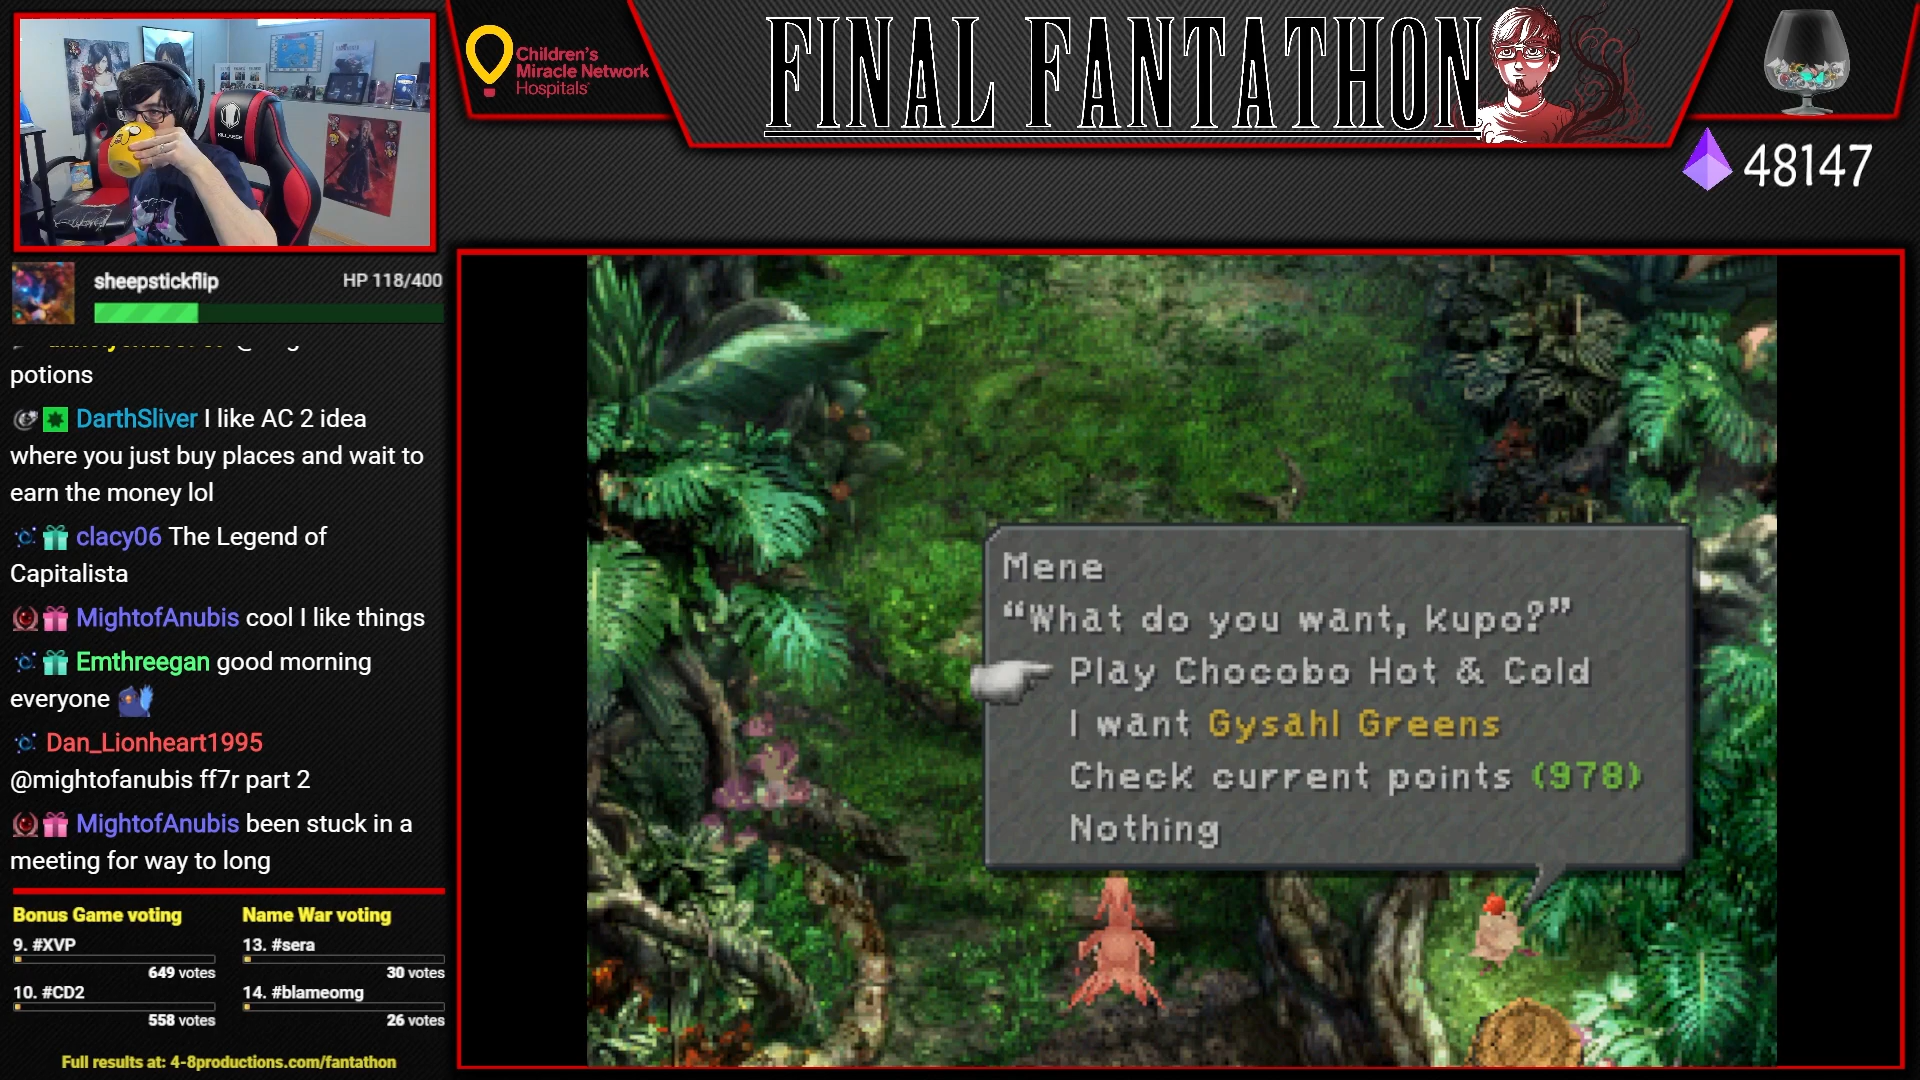 Children's
Miracle Network
Hospitals
FINAL FANTATHON
48147
sheepstickflip
HP 118/400
potions
DarthSliver I like AC 2 idea
where you just buy places and wait to
earn the money lol
clacy06 The Legend of
Capitalista
MightofAnubis cool I like things
Emthreegan good morning
everyone
Dan_Lionheart1995
@mightofanubis ff7r part 2
MightofAnubis been stuck in a
meeting for way to long
Bonus Game voting
9. #XVP
649 votes
10. #CD2
558 votes
Name War voting
13. #sera
30 votes
14. #blameomg
26 votes
Full results at: 4-8productions.com/fantathon
Mene
“What do you want, kupo?”
Play Chocobo Hot & Cold
I want Gysahl Greens
Check current points (978)
Nothing